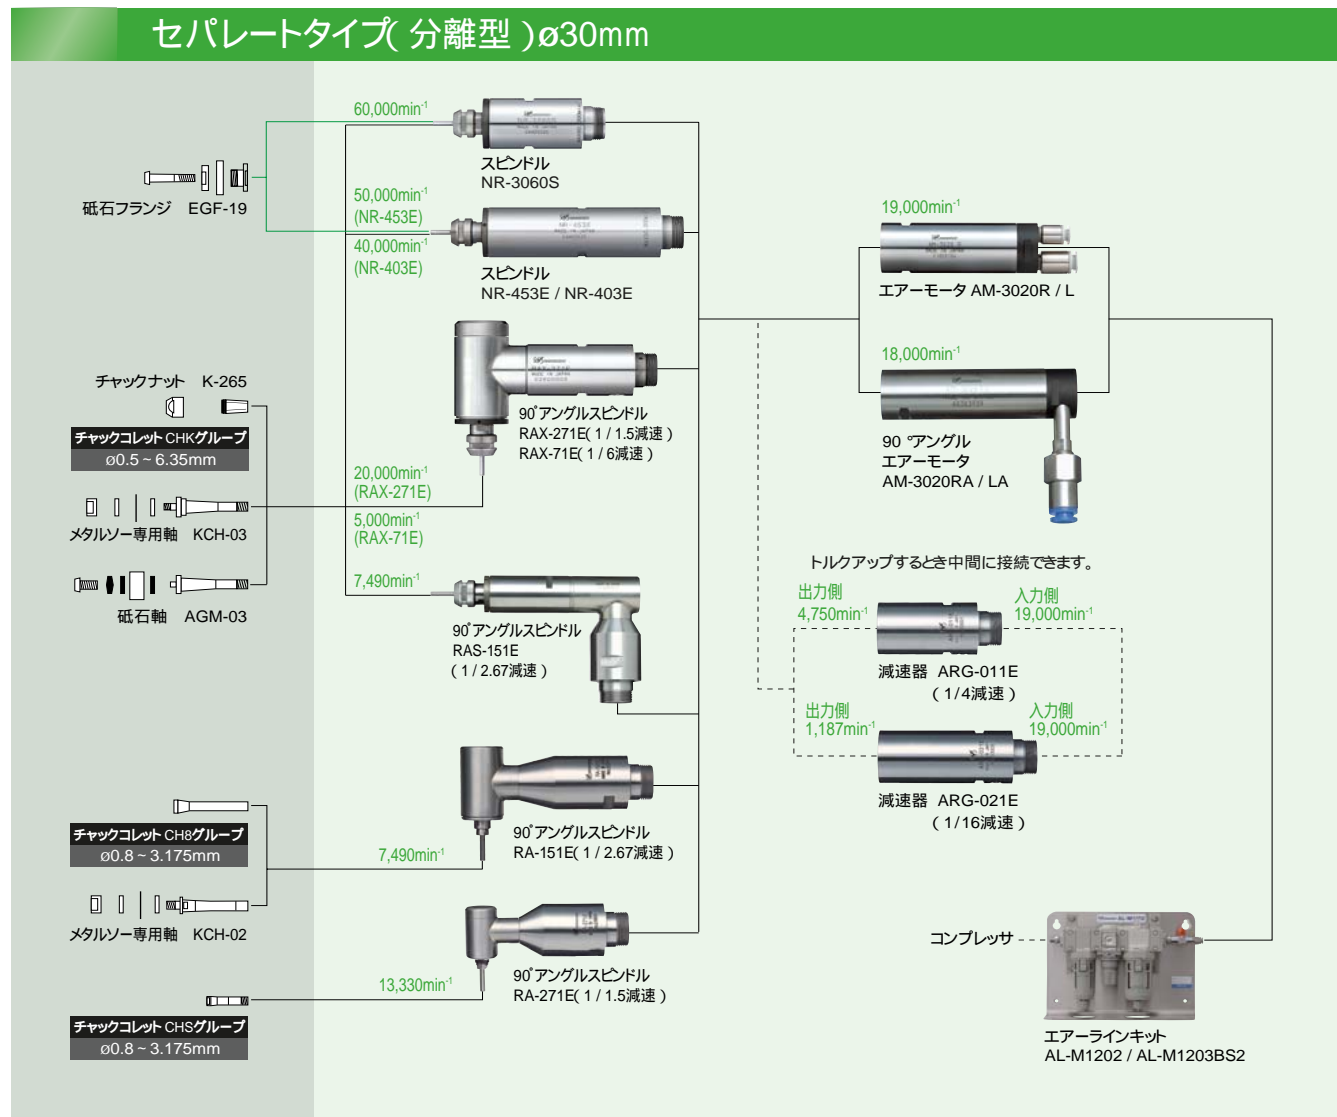 セパレートタイプ( 分離型 )ø30mm
60,000min-1
スピンドル
NR-3060S
砥石フランジ EGF-19
50,000min-1
(NR-453E)
40,000min-1
(NR-403E)
スピンドル
NR-453E / NR-403E
19,000min-1
エアーモータ AM-3020R / L
チャックナット K-265
チャックコレット CHKグループ
ø0.5 ~ 6.35mm
90°アングルスピンドル
RAX-271E( 1 / 1.5減速 )
RAX-71E( 1 / 6減速 )
18,000min-1
90 °アングル
エアーモータ
AM-3020RA / LA
20,000min-1
(RAX-271E)
5,000min-1
(RAX-71E)
メタルソー専用軸 KCH-03
7,490min-1
砥石軸 AGM-03
90°アングルスピンドル
RAS-151E
( 1 / 2.67減速 )
トルクアップするとき中間に接続できます。
出力側
4,750min-1
入力側
19,000min-1
減速器 ARG-011E
( 1/4減速 )
出力側
1,187min-1
入力側
19,000min-1
減速器 ARG-021E
( 1/16減速 )
チャックコレット CH8グループ
ø0.8 ~ 3.175mm
7,490min-1
90°アングルスピンドル
RA-151E( 1 / 2.67減速 )
メタルソー専用軸 KCH-02
13,330min-1
90°アングルスピンドル
RA-271E( 1 / 1.5減速 )
チャックコレット CHSグループ
ø0.8 ~ 3.175mm
コンプレッサ
エアーラインキット
AL-M1202 / AL-M1203BS2